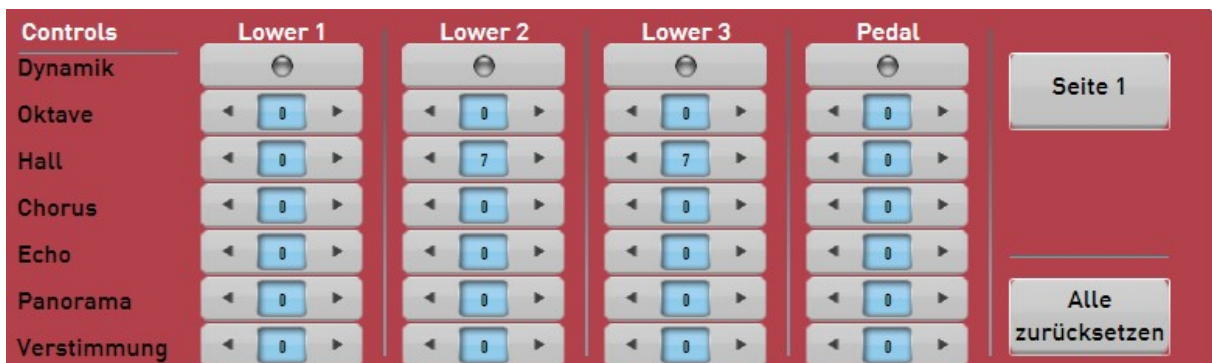 Controls Lower 1 Lower 2 Lower 3 Pedal
Dynamik
Seite 1
Oktave 0 0 0 0
Hall 0 7 7 0
Chorus 0 0 0 0
Echo 0 0 0 0
Panorama 0 0 0 0
Alle
zurücksetzen
Verstimmung 0 0 0 0